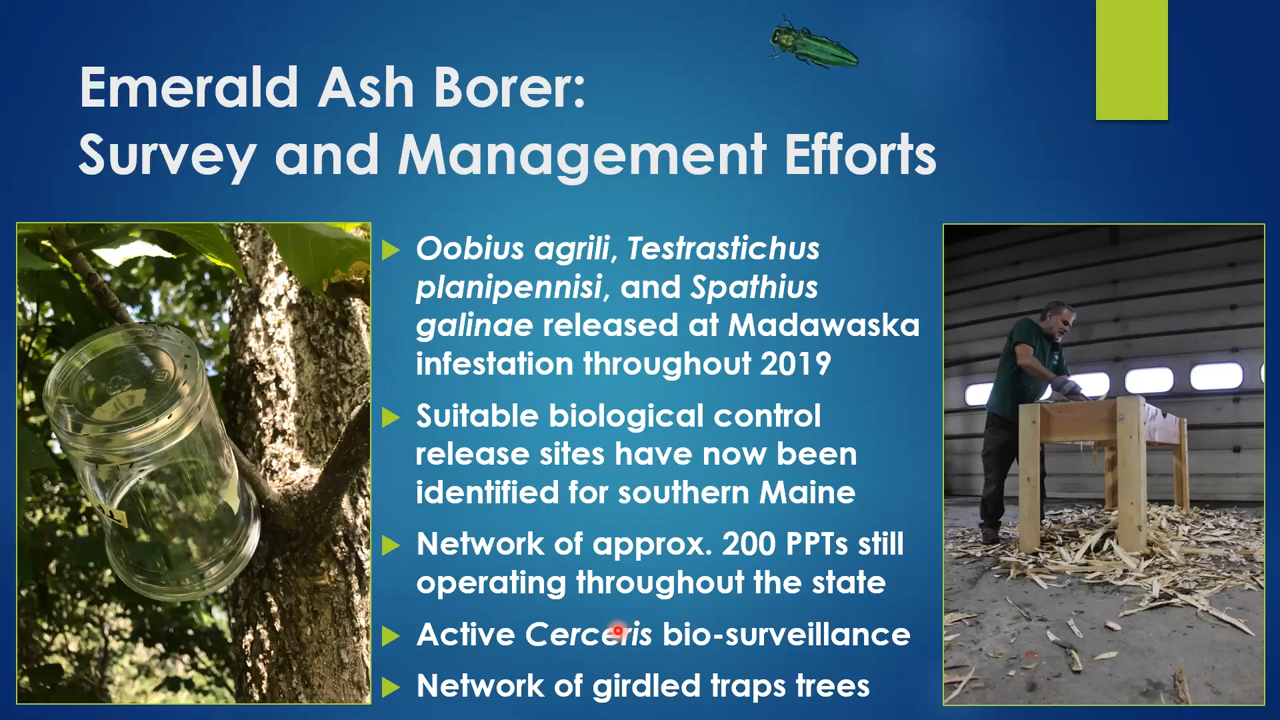 Emerald Ash Borer:
Survey and Management Efforts
Oobius agrili, Testrastichus
planipennisi, and Spathius
galinae released at Madawaska
infestation throughout 2019
Suitable biological control
release sites have now been
identified for southern Maine
Network of approx. 200 PPTs still
operating throughout the state
Active Cerceris bio-surveillance
Network of girdled traps trees